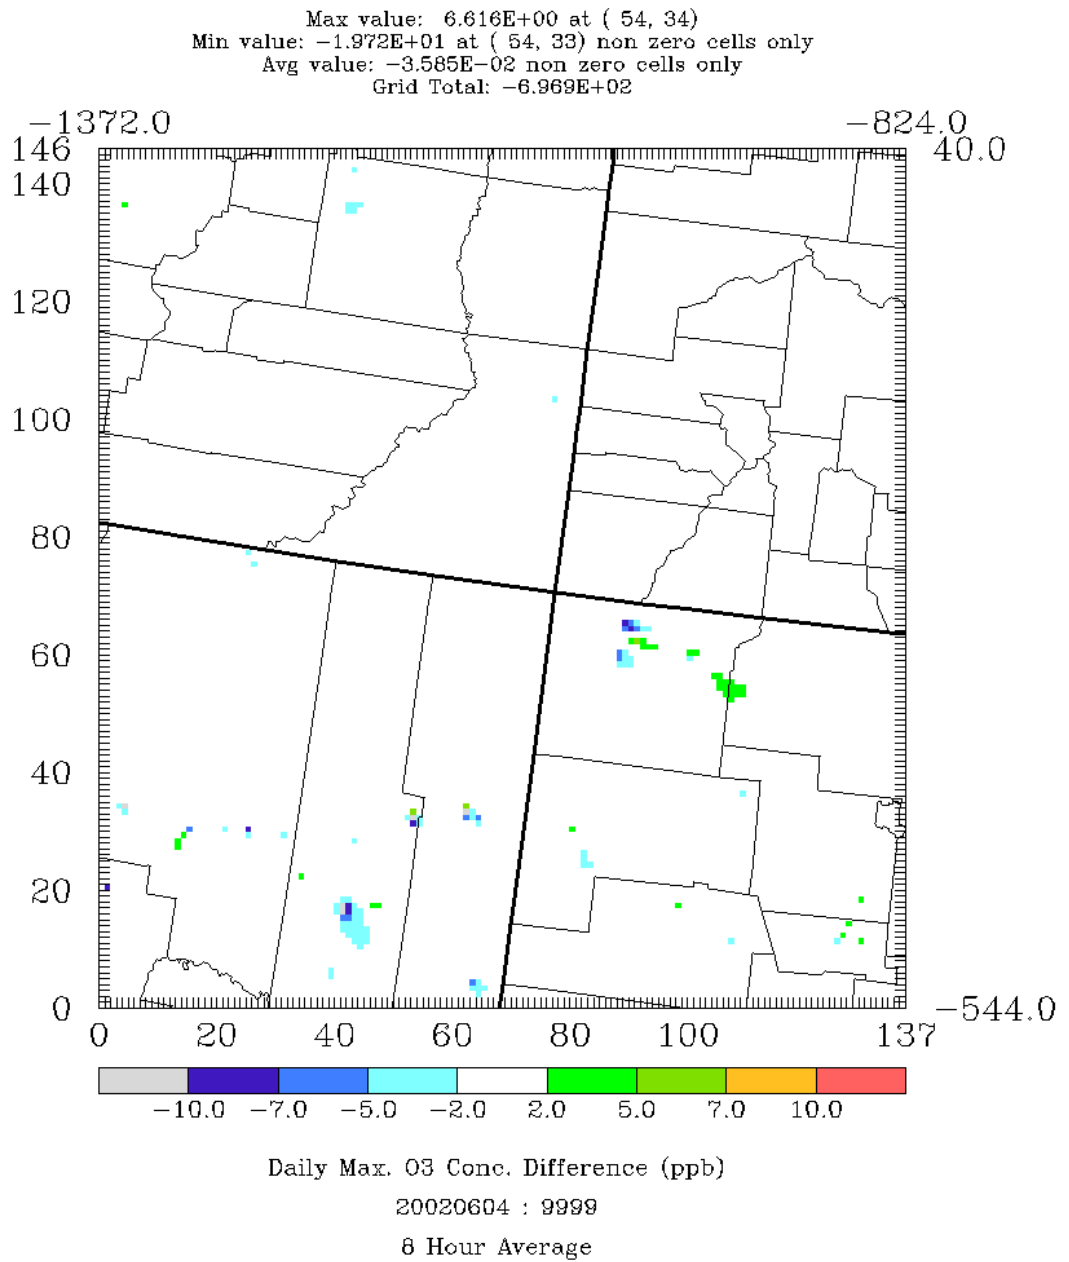 Max value: 6.616E+00 at ( 54, 34)
Min value: −1.972E+01 at ( 54, 33) non zero cells only
Avg value: −3.585E−02 non zero cells only
Grid Total: −6.969E+02
−1372.0 −824.0
146 40.0
140
120
100
80
60
40
20
0 −544.0
0 20 40 60 80 100 137
−10.0 −7.0 −5.0 −2.0 2.0 5.0 7.0 10.0
Daily Max. O3 Conc. Difference (ppb)
20020604 : 9999
8 Hour Average